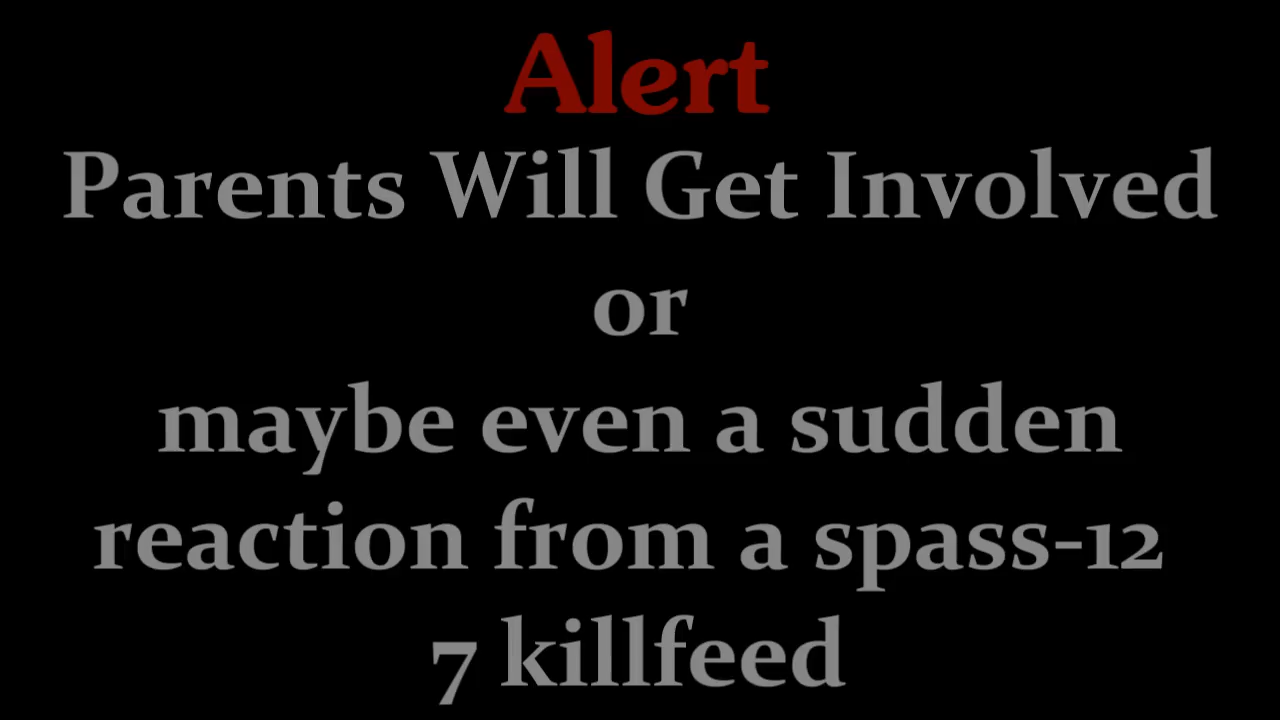 Alert
Parents Will Get Involved
or
maybe even a sudden
reaction from a spass-12
7 killfeed